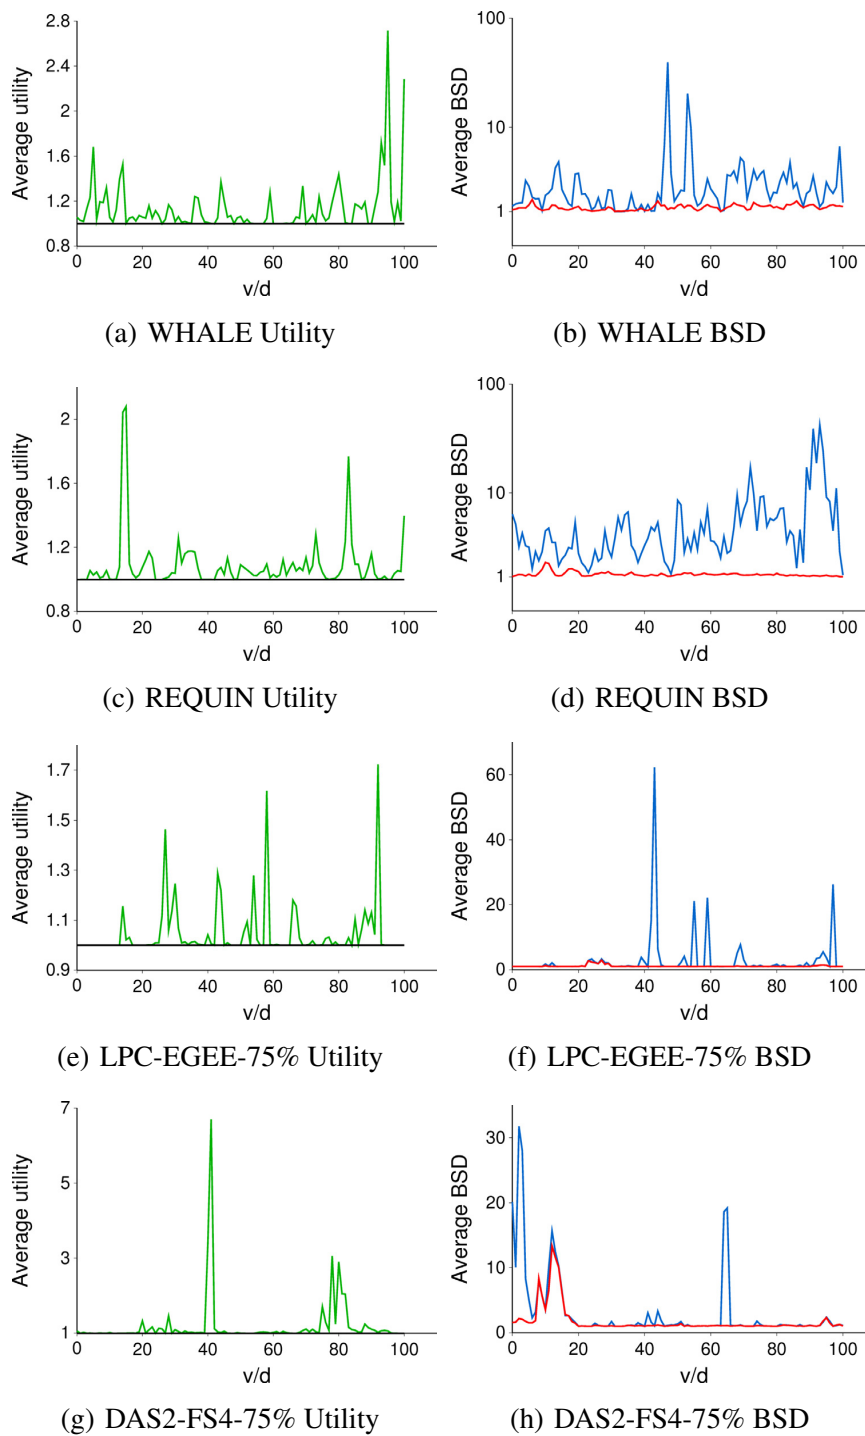 2.8
2.4
2
1.6
1.2
0.8
Average utility
0 20 40 60 80 100
v/d
(a) WHALE Utility
100
10
1
Average BSD
0 20 40 60 80 100
v/d
(b) WHALE BSD
2
1.6
1.2
0.8
Average utility
0 20 40 60 80 100
v/d
(c) REQUIN Utility
100
10
1
Average BSD
0 20 40 60 80 100
v/d
(d) REQUIN BSD
1.7
1.5
1.3
1.1
0.9
Average utility
0 20 40 60 80 100
v/d
(e) LPC-EGEE-75% Utility
60
40
20
0
Average BSD
0 20 40 60 80 100
v/d
(f) LPC-EGEE-75% BSD
7
5
3
1
Average utility
0 20 40 60 80 100
v/d
(g) DAS2-FS4-75% Utility
30
20
10
0
Average BSD
0 20 40 60 80 100
v/d
(h) DAS2-FS4-75% BSD